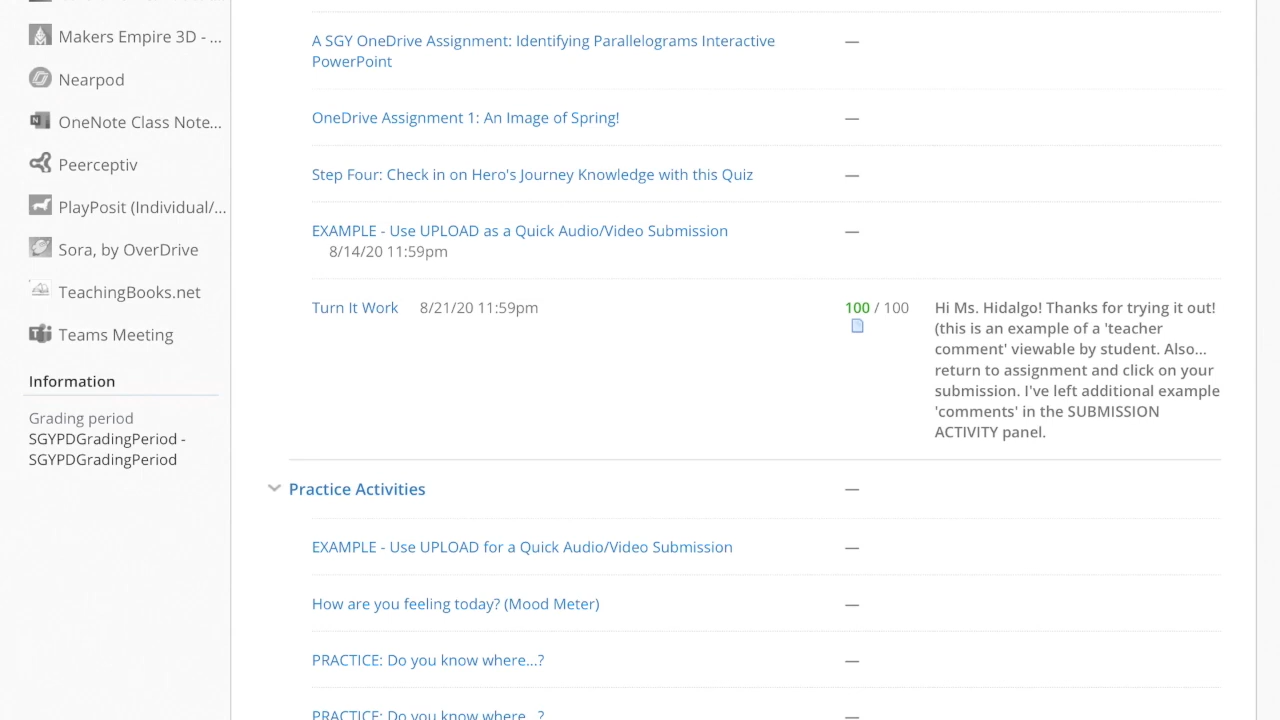 Makers Empire 3D - ...
Nearpod
OneNote Class Note...
Peerceptiv
PlayPosit (Individual/...
Sora, by OverDrive
TeachingBooks.net
Teams Meeting
Information
Grading period
SGYPDGradingPeriod -
SGYPDGradingPeriod
A SGY OneDrive Assignment: Identifying Parallelograms Interactive
PowerPoint
—
OneDrive Assignment 1: An Image of Spring!
—
Step Four: Check in on Hero's Journey Knowledge with this Quiz
—
EXAMPLE - Use UPLOAD as a Quick Audio/Video Submission
8/14/20 11:59pm
—
Turn It Work 8/21/20 11:59pm
100 / 100
Hi Ms. Hidalgo! Thanks for trying it out!
(this is an example of a 'teacher
comment' viewable by student. Also...
return to assignment and click on your
submission. I've left additional example
'comments' in the SUBMISSION
ACTIVITY panel.
Practice Activities
—
EXAMPLE - Use UPLOAD for a Quick Audio/Video Submission
—
How are you feeling today? (Mood Meter)
—
PRACTICE: Do you know where...?
—
PRACTICE: Do you know where...?
—